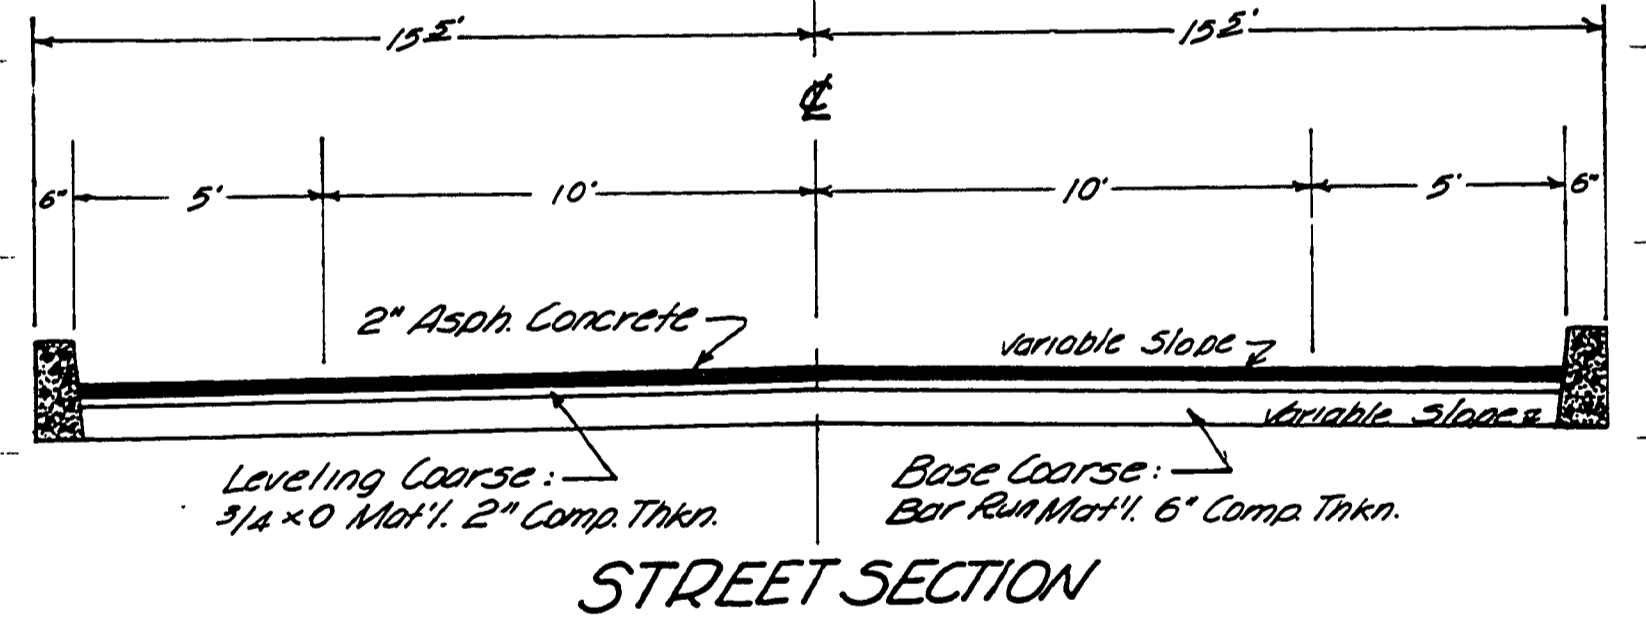 15 5' 15 5'
℄
6" 5' 10' 10' 5' 6"
2" Asph. Concrete
variable Slope
variable Slope
Leveling Coarse:
3/4 x 0 Mat'l. 2" Comp. Thkn.
Base Coarse:
Bar Run Mat'l. 6" Comp. Thkn.
STREET SECTION